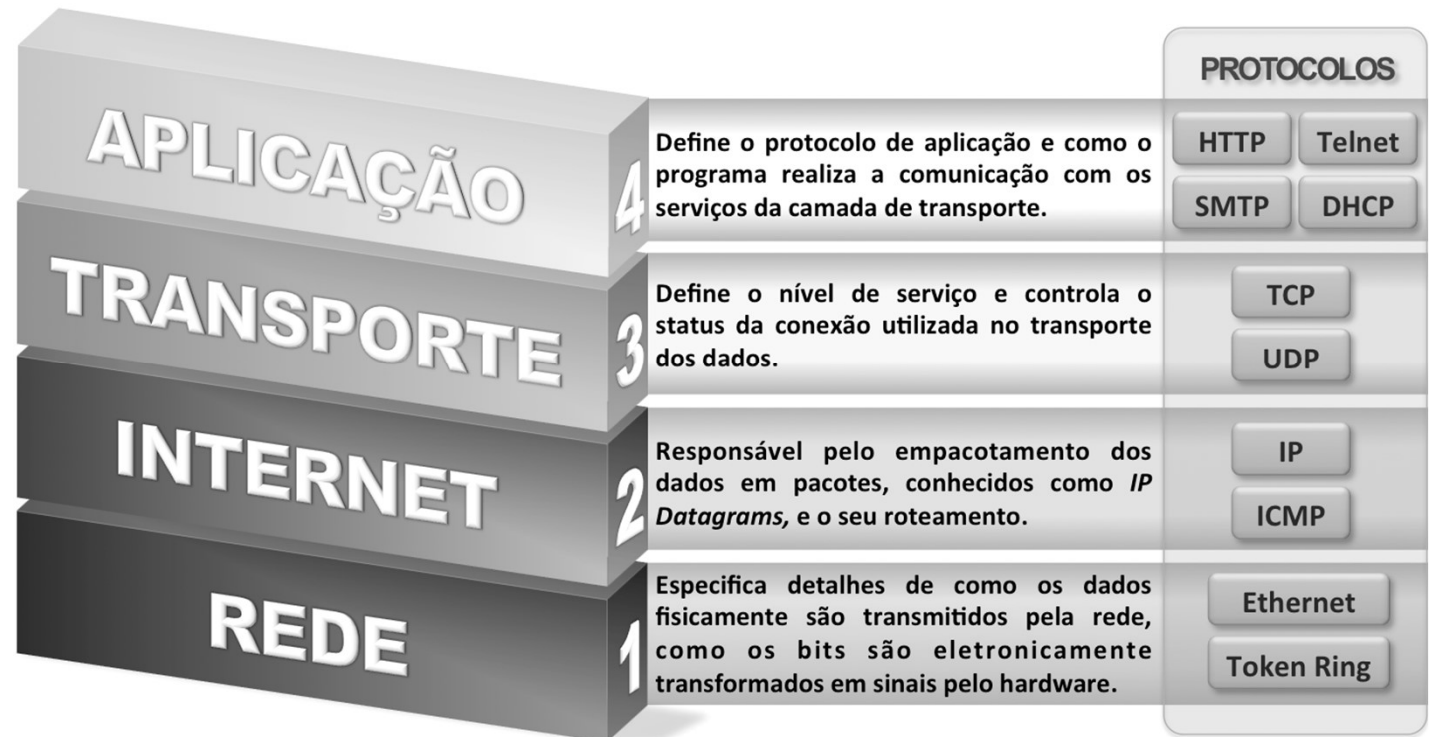 PROTOCOLOS
APLICAÇÃO
4
Define o protocolo de aplicação e como o
programa realiza a comunicação com os
serviços da camada de transporte.
HTTP Telnet
SMTP DHCP
TRANSPORTE
3
Define o nível de serviço e controla o
status da conexão utilizada no transporte
dos dados.
TCP
UDP
INTERNET
2
Responsável pelo empacotamento dos
dados em pacotes, conhecidos como IP
Datagrams, e o seu roteamento.
IP
ICMP
REDE
1
Especifica detalhes de como os dados
fisicamente são transmitidos pela rede,
como os bits são eletronicamente
transformados em sinais pelo hardware.
Ethernet
Token Ring